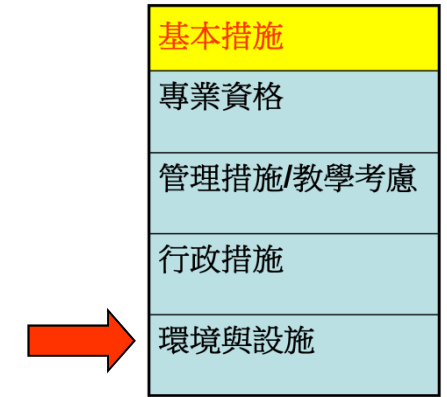 基本措施
專業資格
管理措施/教學考慮
行政措施
環境與設施